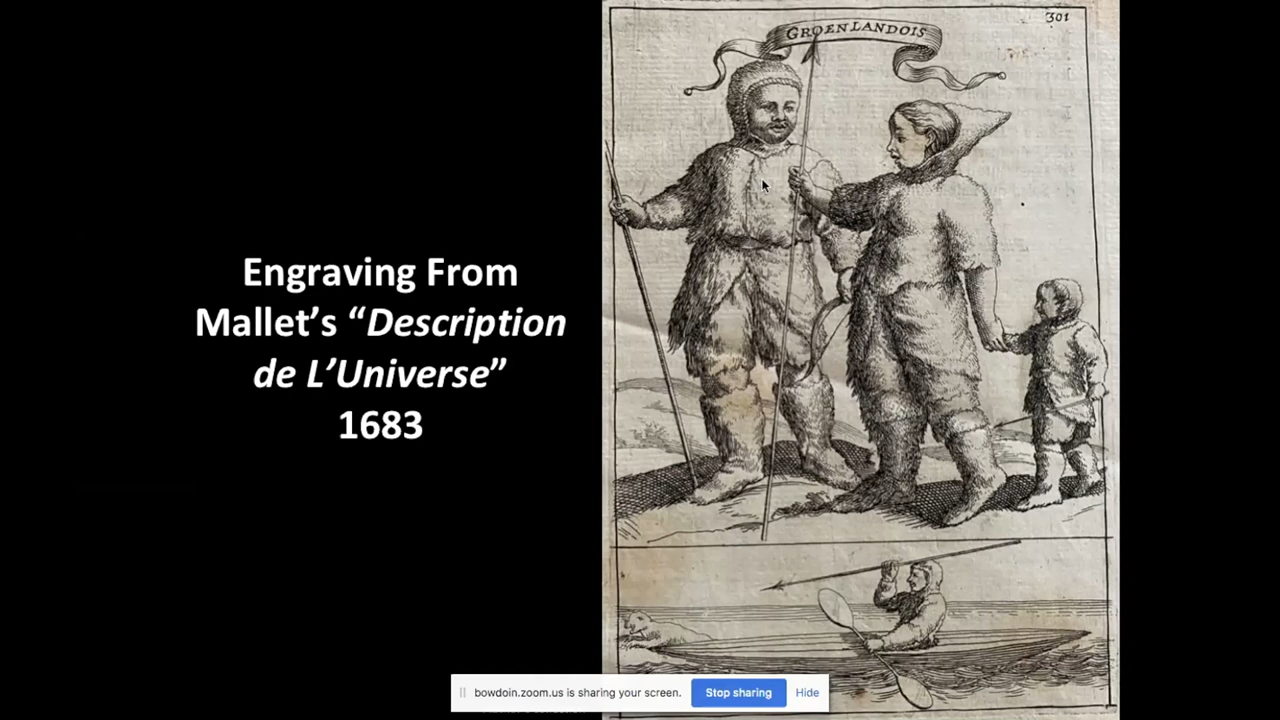 301
GROENLANDOIS
Engraving From
Mallet's “Description
de L'Universe”
1683
bowdoin.zoom.us is sharing your screen.
Stop sharing
Hide